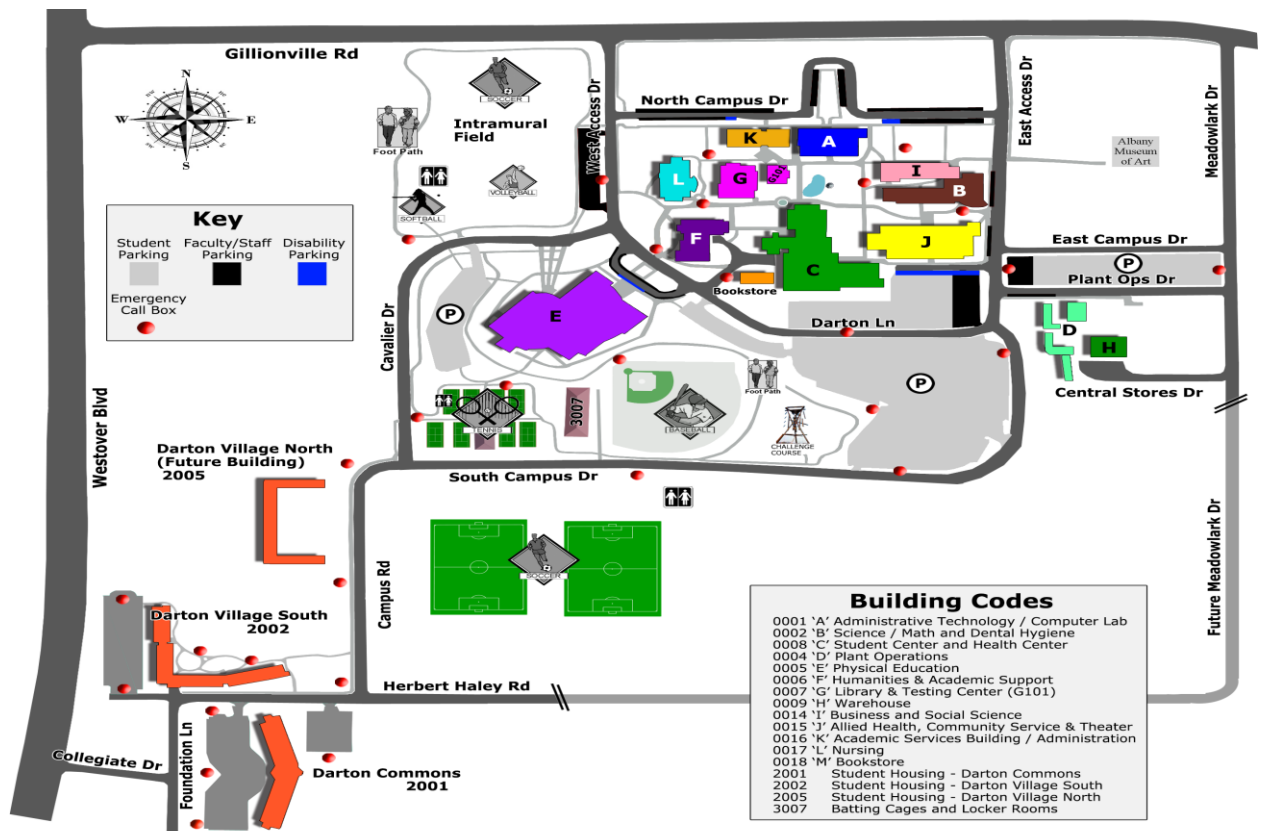 Gillionville Rd
N
W
E
S
SOCCER
Intramural
Field
Foot Path
VOLLEYBALL
SOFTBALL
West Access Dr
North Campus Dr
East Access Dr
Meadowlark Dr
Albany
Museum
of Art
K
A
L
G
G101
I
B
F
C
J
East Campus Dr
P
Plant Ops Dr
Bookstore
Darton Ln
D
H
Central Stores Dr
Key
Student
Parking
Faculty/Staff
Parking
Disability
Parking
Emergency
Call Box
Westover Blvd
Cavalier Dr
P
E
P
TENNIS
3007
BASEBALL
Foot Path
CHALLENGE
COURSE
Darton Village North
(Future Building)
2005
South Campus Dr
SOCCER
Campus Rd
Future Meadowlark Dr
Darton Village South
2002
Herbert Haley Rd
Collegiate Dr
Foundation Ln
Darton Commons
2001
Building Codes
0001 ‘A’ Administrative Technology / Computer Lab
0002 ‘B’ Science / Math and Dental Hygiene
0008 ‘C’ Student Center and Health Center
0004 ‘D’ Plant Operations
0005 ‘E’ Physical Education
0006 ‘F’ Humanities & Academic Support
0007 ‘G’ Library & Testing Center (G101)
0009 ‘H’ Warehouse
0014 ‘I’ Business and Social Science
0015 ‘J’ Allied Health, Community Service & Theater
0016 ‘K’ Academic Services Building / Administration
0017 ‘L’ Nursing
0018 ‘M’ Bookstore
2001 Student Housing - Darton Commons
2002 Student Housing - Darton Village South
2005 Student Housing - Darton Village North
3007 Batting Cages and Locker Rooms